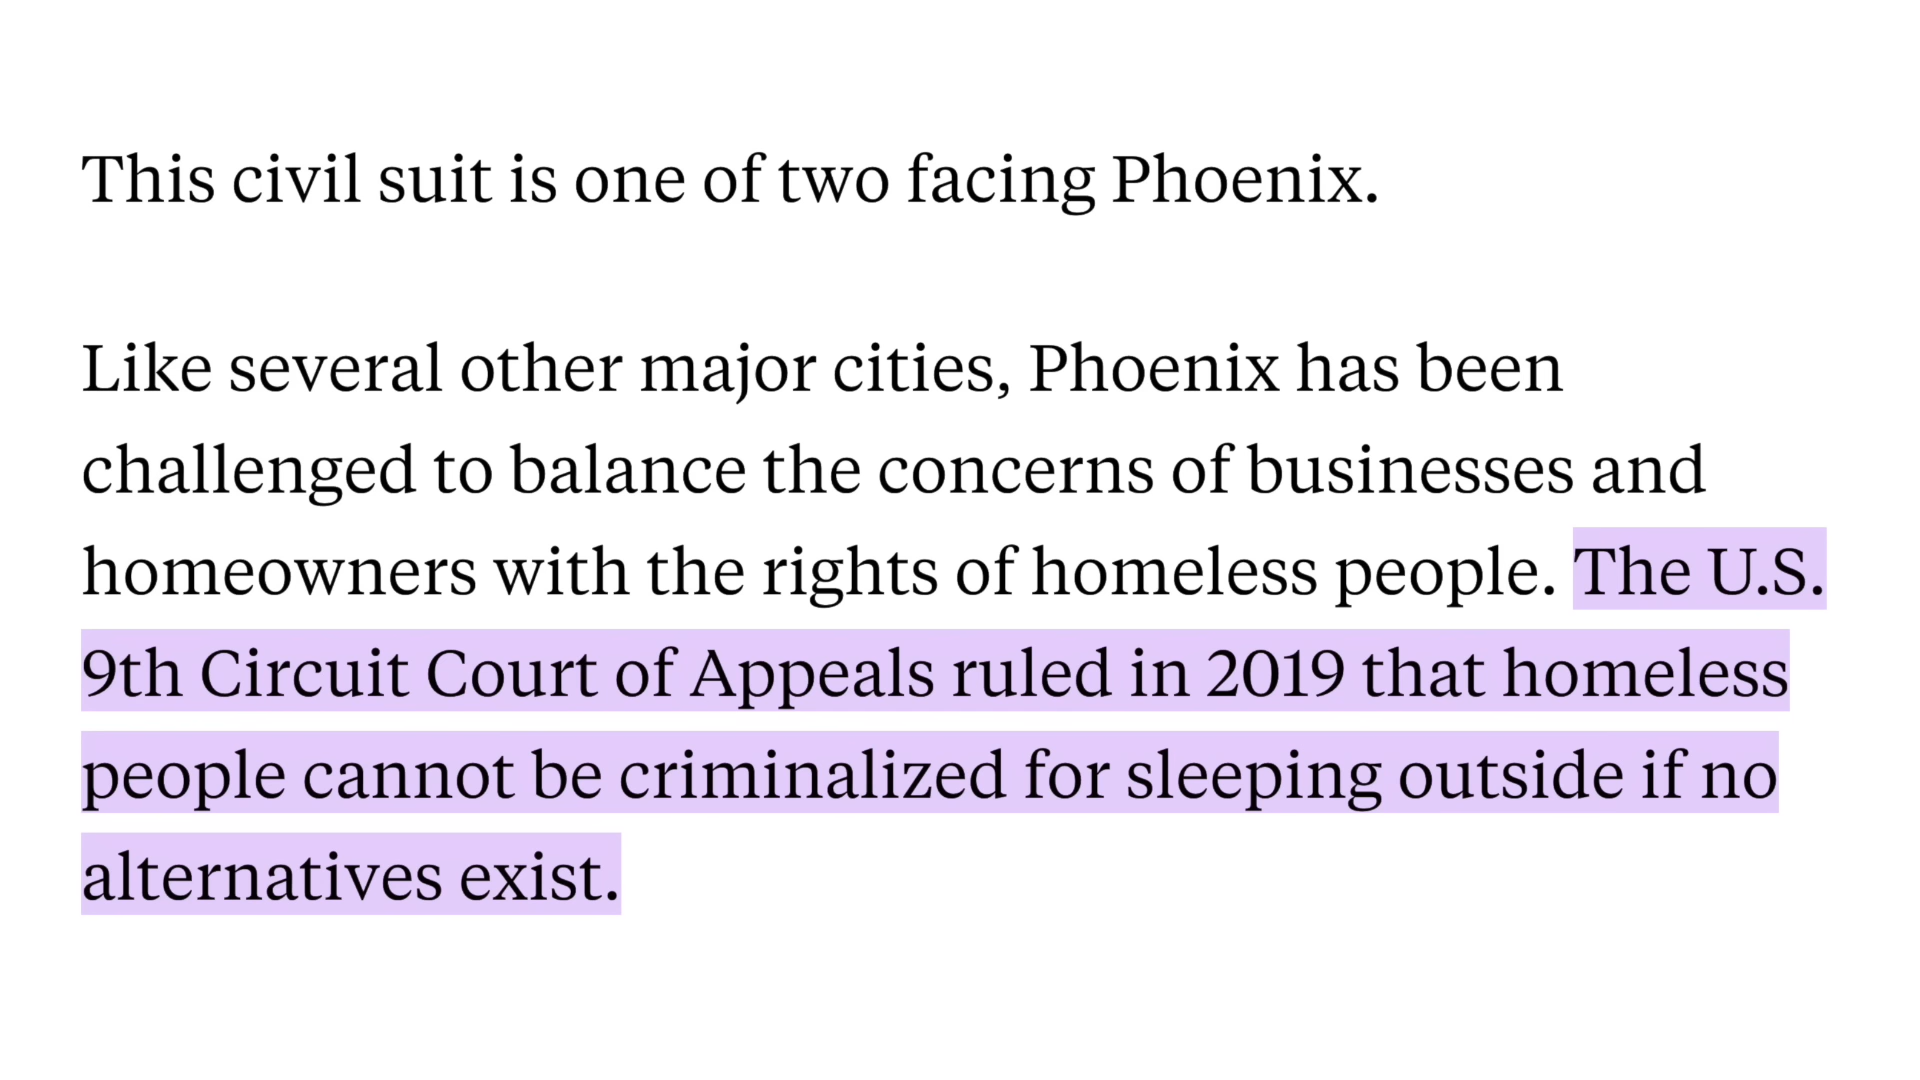 This civil suit is one of two facing Phoenix.
Like several other major cities, Phoenix has been
challenged to balance the concerns of businesses and
homeowners with the rights of homeless people. The U.S.
9th Circuit Court of Appeals ruled in 2019 that homeless
people cannot be criminalized for sleeping outside if no
alternatives exist.